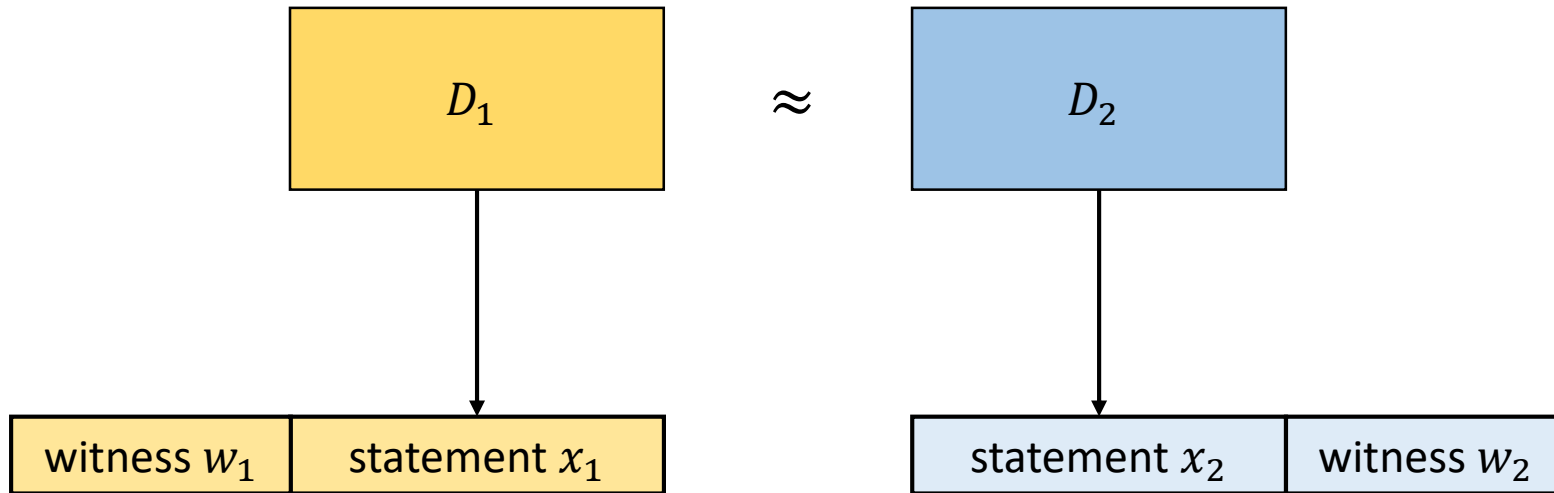 D₁ ≈ D₂
witness w₁ statement x₁ statement x₂ witness w₂